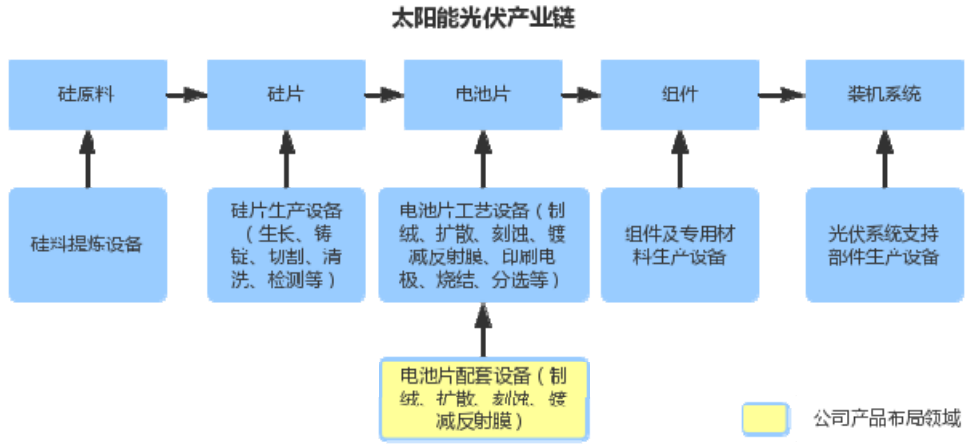 太阳能光伏产业链
硅原料
硅片
电池片
组件
装机系统
硅料提炼设备
硅片生产设备
（生长、铸
锭、切割、清
洗、检测等）
电池片工艺设备（制
绒、扩散、刻蚀、镀
减反射膜、印刷电
极、烧结、分选等）
组件及专用材
料生产设备
光伏系统支持
部件生产设备
电池片配套设备（制
绒、扩散、刻蚀、镀
减反射膜）
公司产品布局领域